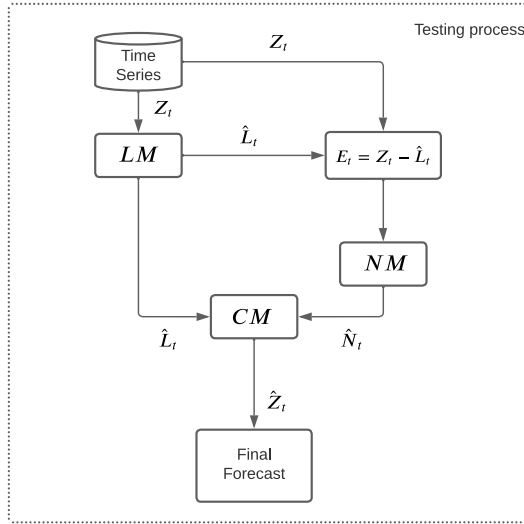 Testing process
Time
Series
Z_t
Z_t
LM
L̂_t
E_t = Z_t − L̂_t
NM
CM
L̂_t
N̂_t
Ẑ_t
Final
Forecast